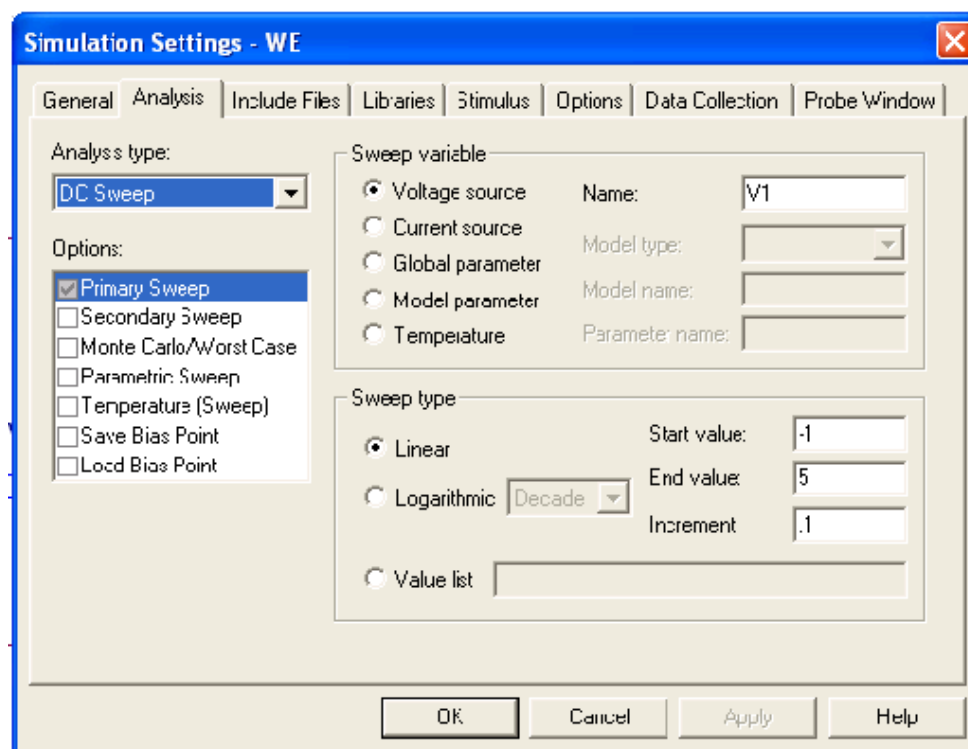 Simulation Settings - WE
General Analysis Include Files Libraries Stimulus Options Data Collection Probe Window
Analysis type:
DC Sweep
Options:
Primary Sweep
Secondary Sweep
Monte Carlo/Worst Case
Parametric Sweep
Temperature (Sweep)
Save Bias Point
Load Bias Point
Sweep variable
Voltage source
Current source
Global parameter
Model parameter
Temperature
Name: V1
Model type:
Model name:
Parameter name:
Sweep type
Linear
Logarithmic Decade
Value list
Start value: -1
End value: 5
Increment .1
OK Cancel Apply Help